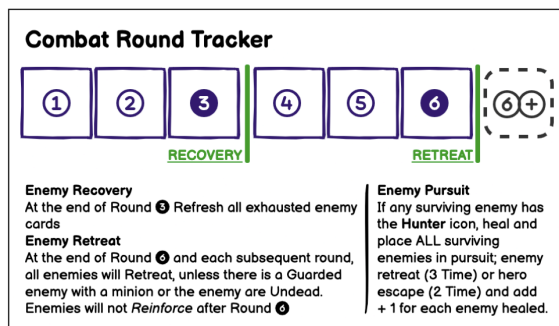 Combat Round Tracker
1 2 3 4 5 6 6 +
RECOVERY RETREAT
Enemy Recovery
At the end of Round 3 Refresh all exhausted enemy
cards
Enemy Retreat
At the end of Round 6 and each subsequent round,
all enemies will Retreat, unless there is a Guarded
enemy with a minion or the enemy are Undead.
Enemies will not Reinforce after Round 6
Enemy Pursuit
If any surviving enemy has
the Hunter icon, heal and
place ALL surviving
enemies in pursuit; enemy
retreat (3 Time) or hero
escape (2 Time) and add
+ 1 for each enemy healed.